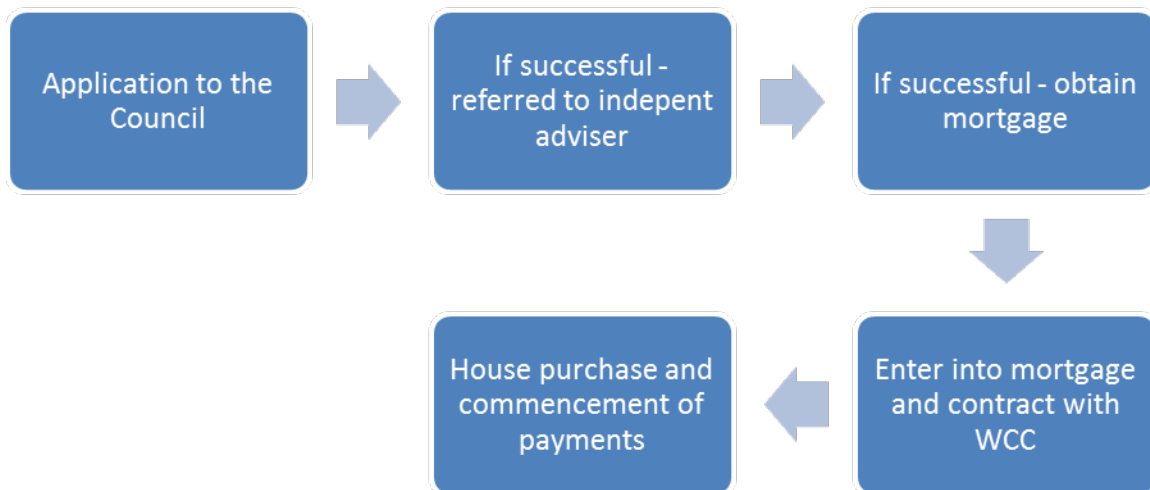 Application to the
Council
If successful -
referred to indepent
adviser
If successful - obtain
mortgage
Enter into mortgage
and contract with
WCC
House purchase and
commencement of
payments